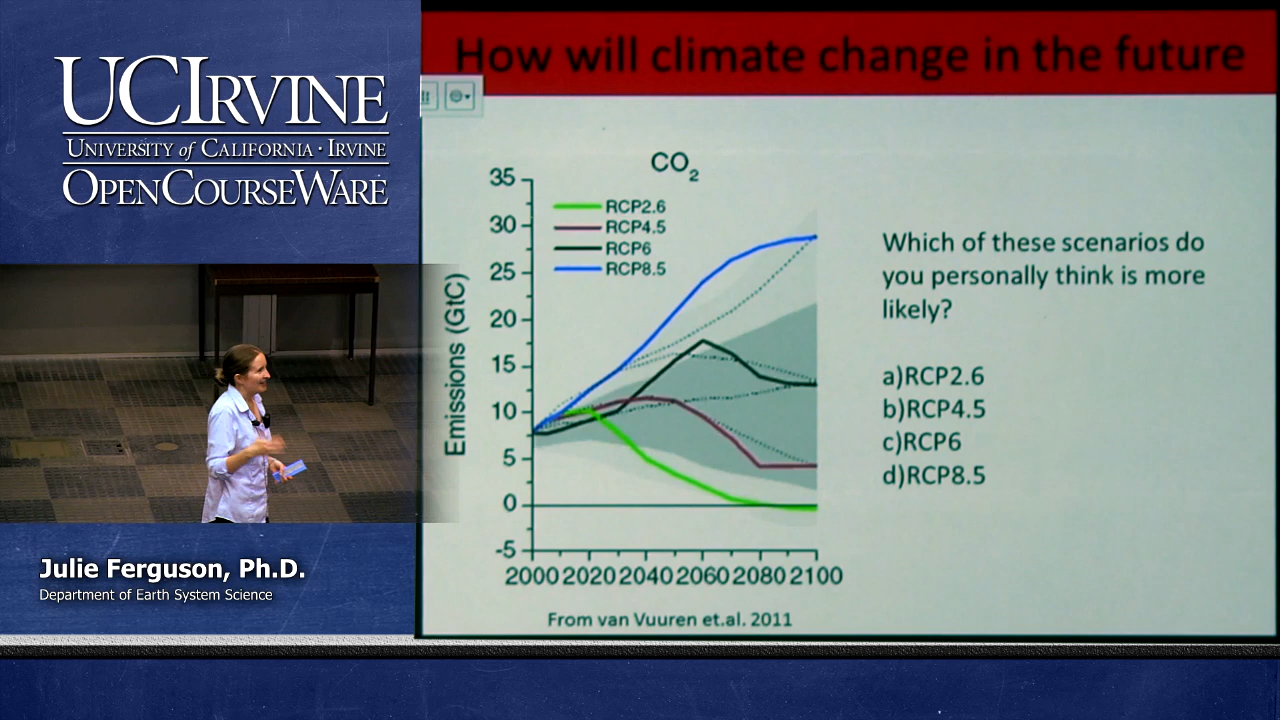 UCIRVINE
UNIVERSITY of CALIFORNIA · IRVINE
OPENCOURSEWARE
Julie Ferguson, Ph.D.
Department of Earth System Science
How will climate change in the future
CO2
35
30
25
20
15
10
5
0
-5
Emissions (GtC)
RCP2.6
RCP4.5
RCP6
RCP8.5
2000 2020 2040 2060 2080 2100
From van Vuuren et.al. 2011
Which of these scenarios do
you personally think is more
likely?
a)RCP2.6
b)RCP4.5
c)RCP6
d)RCP8.5